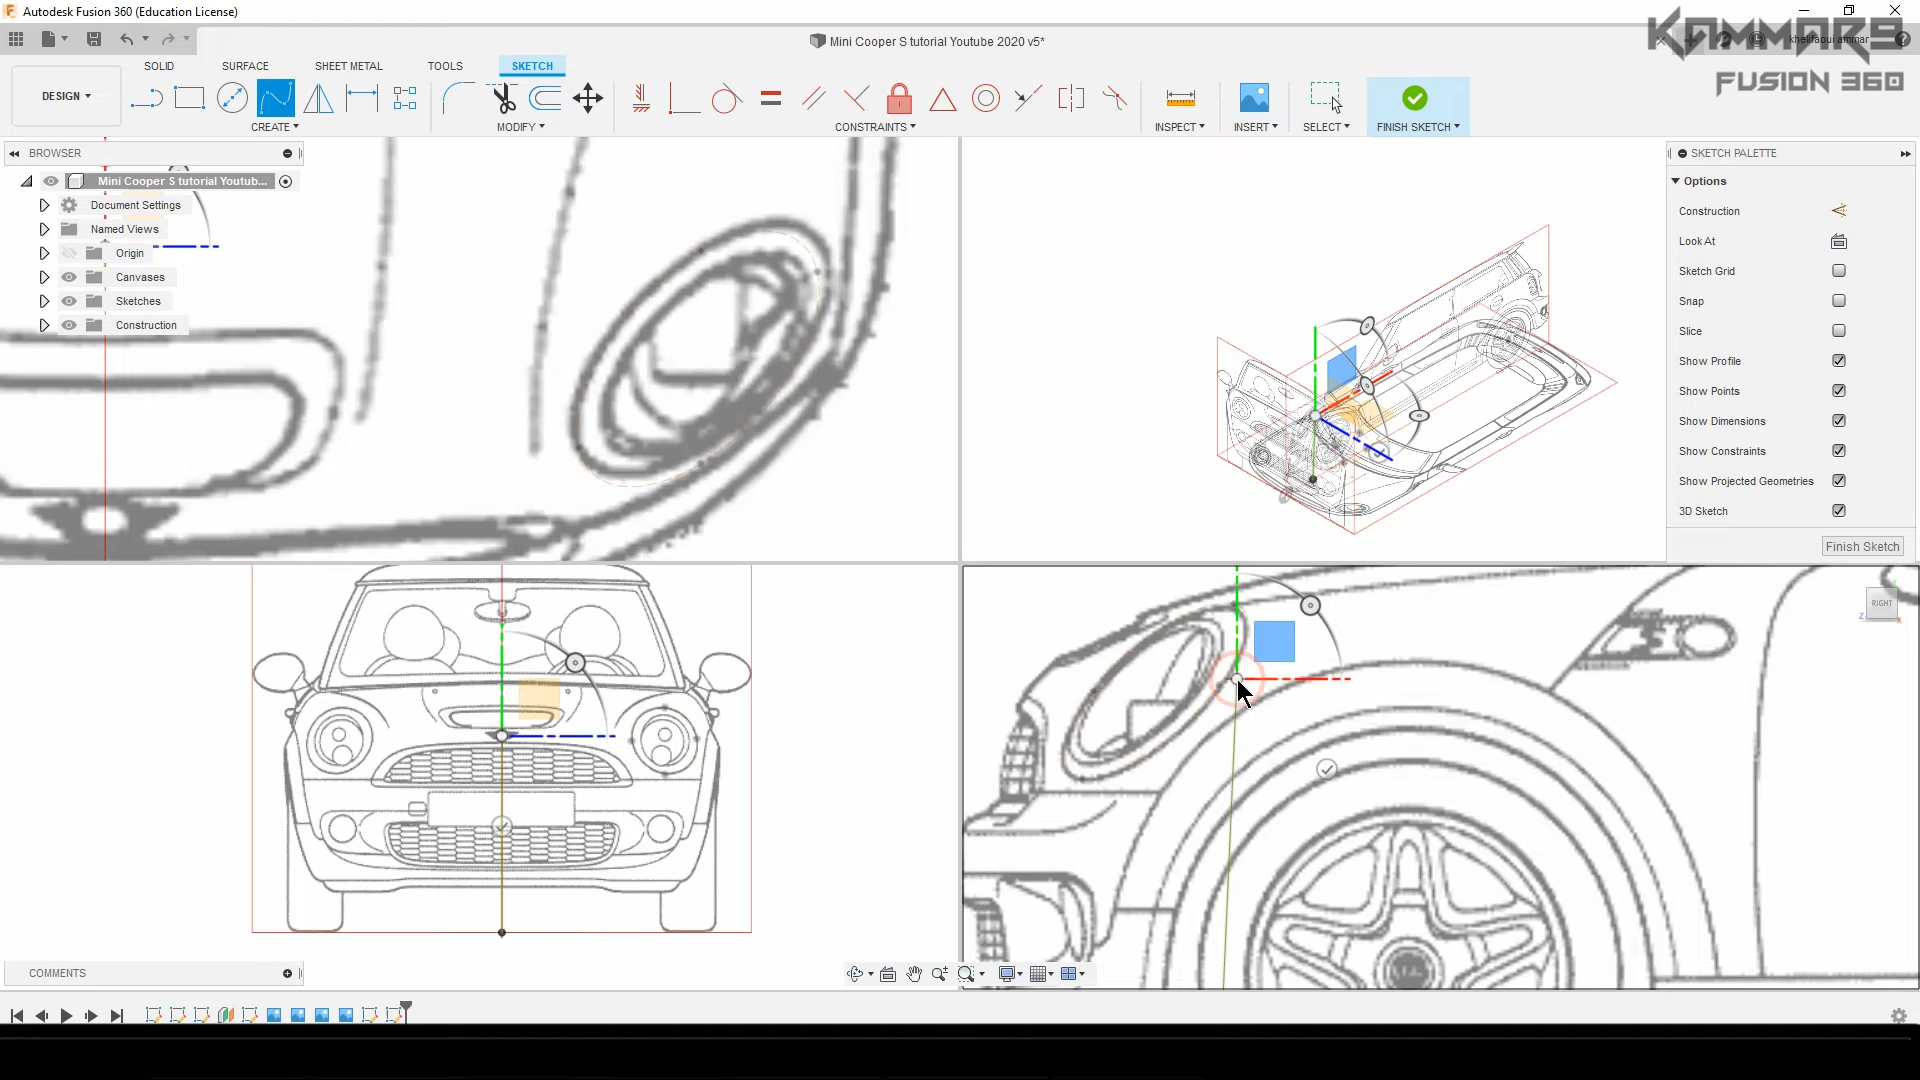 Autodesk Fusion 360 (Education License)
KAMMAR9
FUSION 360
Mini Cooper S tutorial Youtube 2020 v5*
khelifaoui ammar
SOLID
SURFACE
SHEET METAL
TOOLS
SKETCH
DESIGN
CREATE
MODIFY
CONSTRAINTS
INSPECT
INSERT
SELECT
FINISH SKETCH
BROWSER
Mini Cooper S tutorial Youtub...
Document Settings
Named Views
Origin
Canvases
Sketches
Construction
SKETCH PALETTE
Options
Construction
Look At
Sketch Grid
Snap
Slice
Show Profile
Show Points
Show Dimensions
Show Constraints
Show Projected Geometries
3D Sketch
Finish Sketch
RIGHT
Z
COMMENTS